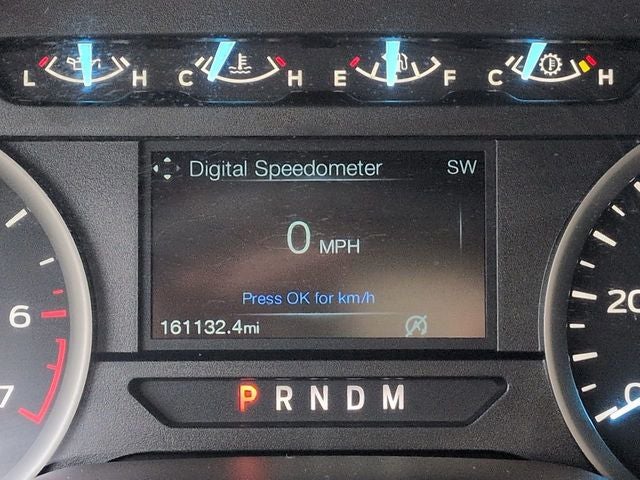 L H C H E F C H
Digital Speedometer SW
0 MPH
Press OK for km/h
161132.4mi
6
7
20
0
P R N D M